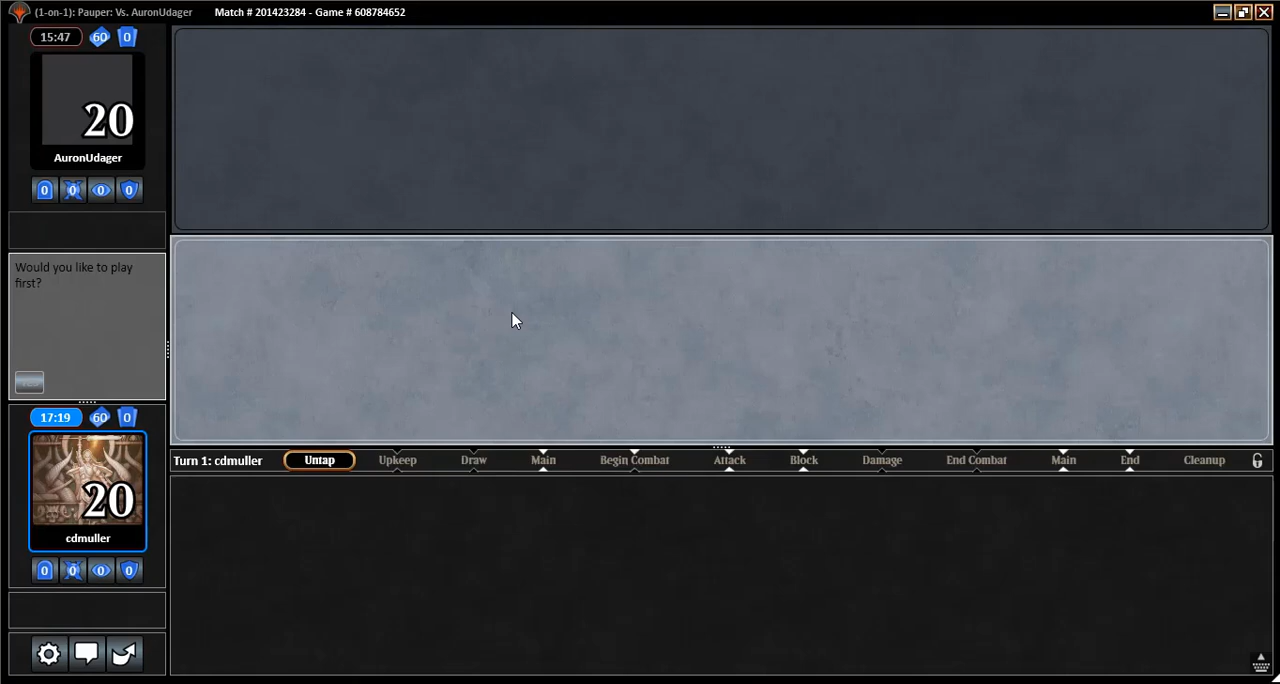 (1-on-1): Pauper: Vs. AuronUdager Match # 201423284 - Game # 608784652
15:47 60 0
20
AuronUdager
0 0 0 0
Would you like to play
first?
17:19 60 0
20
cdmuller
0 0 0 0
Turn 1: cdmuller Untap Upkeep Draw Main Begin Combat Attack Block Damage End Combat Main End Cleanup